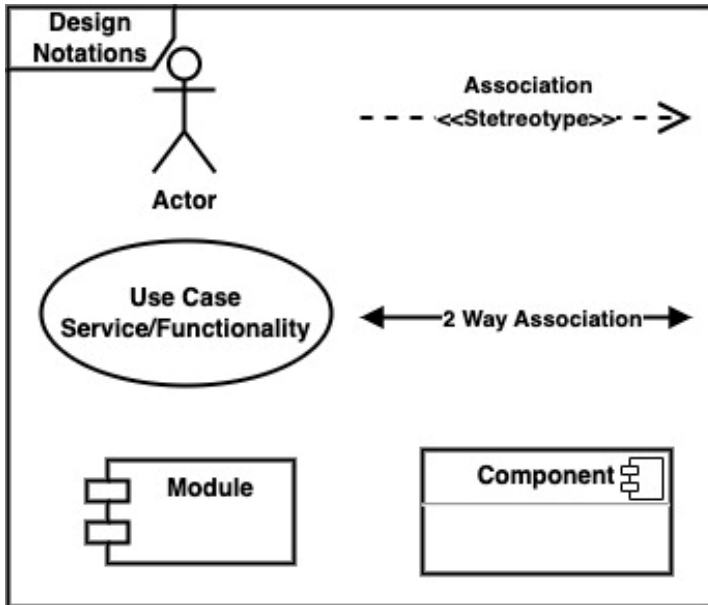 Design
Notations
Actor
Association
<<Stetreotype>>
Use Case
Service/Functionality
2 Way Association
Module
Component